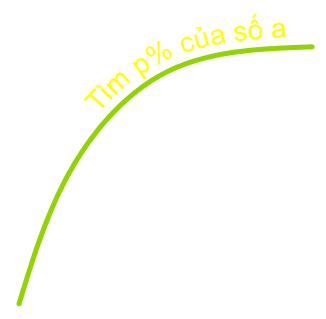 Tìm p% của số a